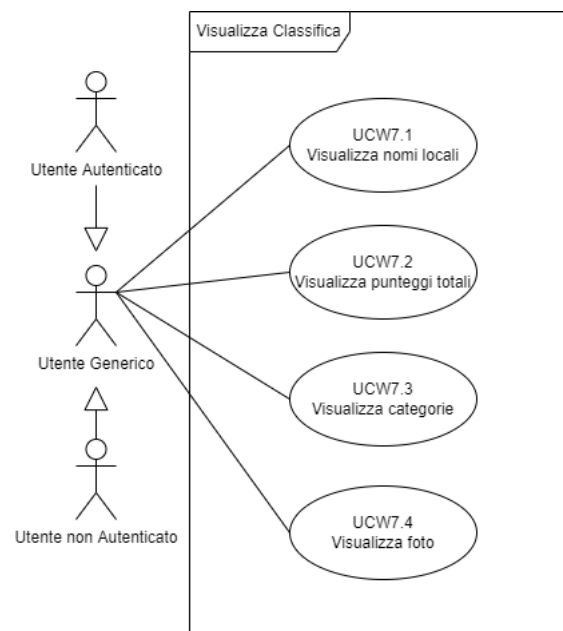 Visualizza Classifica
Utente Autenticato
Utente Generico
Utente non Autenticato
UCW7.1
Visualizza nomi locali
UCW7.2
Visualizza punteggi totali
UCW7.3
Visualizza categorie
UCW7.4
Visualizza foto